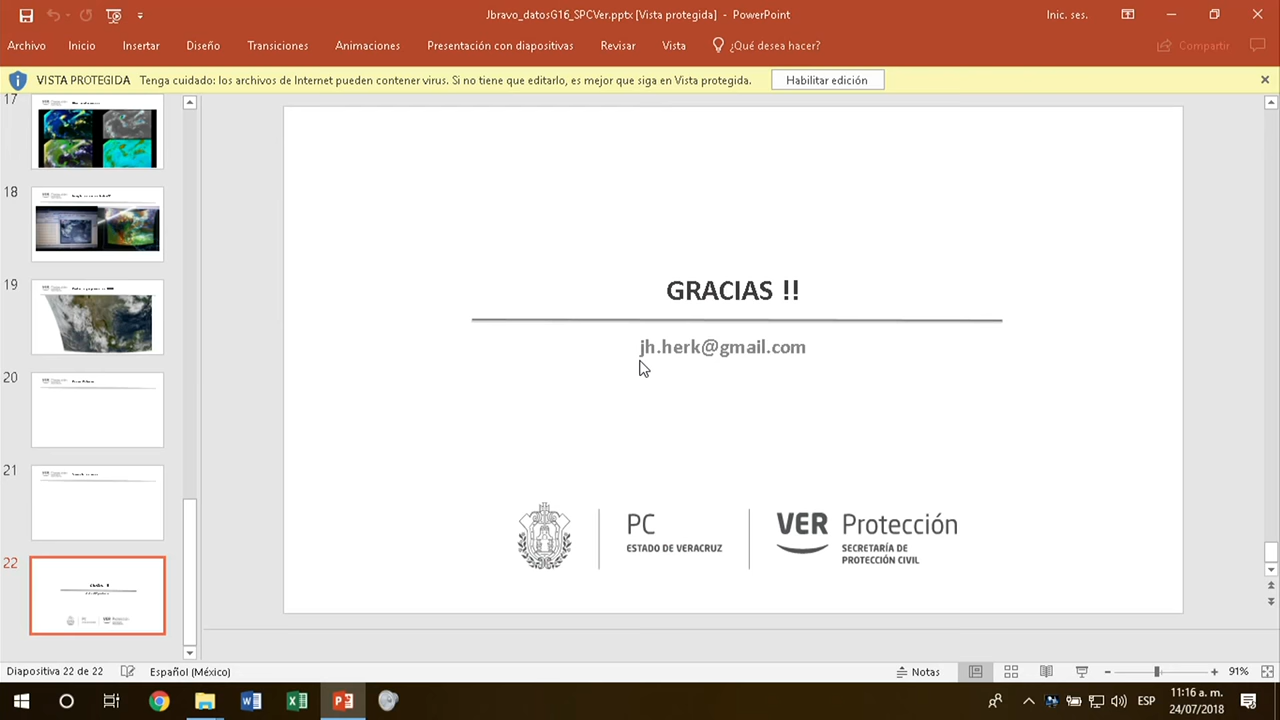 Jbravo_datosG16_SPCVer.pptx [Vista protegida] - PowerPoint
Inic. ses.
Archivo Inicio Insertar Diseño Transiciones Animaciones Presentación con diapositivas Revisar Vista ¿Qué desea hacer? Compartir
VISTA PROTEGIDA Tenga cuidado: los archivos de Internet pueden contener virus. Si no tiene que editarlo, es mejor que siga en Vista protegida. Habilitar edición
17
18
19
20
21
22
GRACIAS !!
jh.herk@gmail.com
PC
ESTADO DE VERACRUZ
VER Protección
SECRETARÍA DE
PROTECCIÓN CIVIL
Diapositiva 22 de 22 Español (México) Notas 91%
ESP
11:16 a. m.
24/07/2018